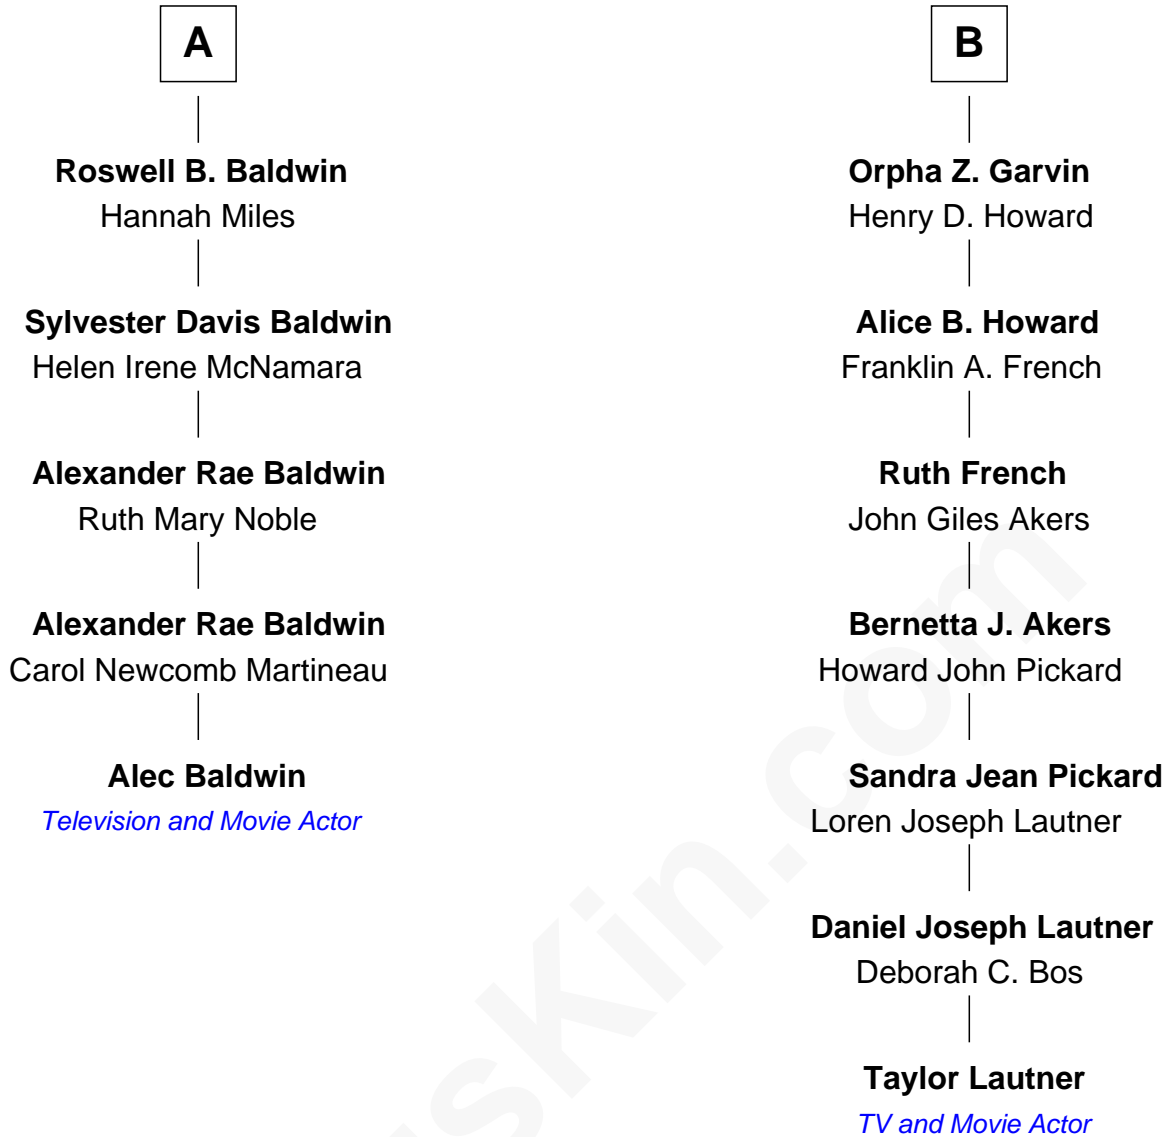 A
Roswell B. Baldwin
Hannah Miles
Sylvester Davis Baldwin
Helen Irene McNamara
Alexander Rae Baldwin
Ruth Mary Noble
Alexander Rae Baldwin
Carol Newcomb Martineau
Alec Baldwin
Television and Movie Actor
B
Orpha Z. Garvin
Henry D. Howard
Alice B. Howard
Franklin A. French
Ruth French
John Giles Akers
Bernetta J. Akers
Howard John Pickard
Sandra Jean Pickard
Loren Joseph Lautner
Daniel Joseph Lautner
Deborah C. Bos
Taylor Lautner
TV and Movie Actor